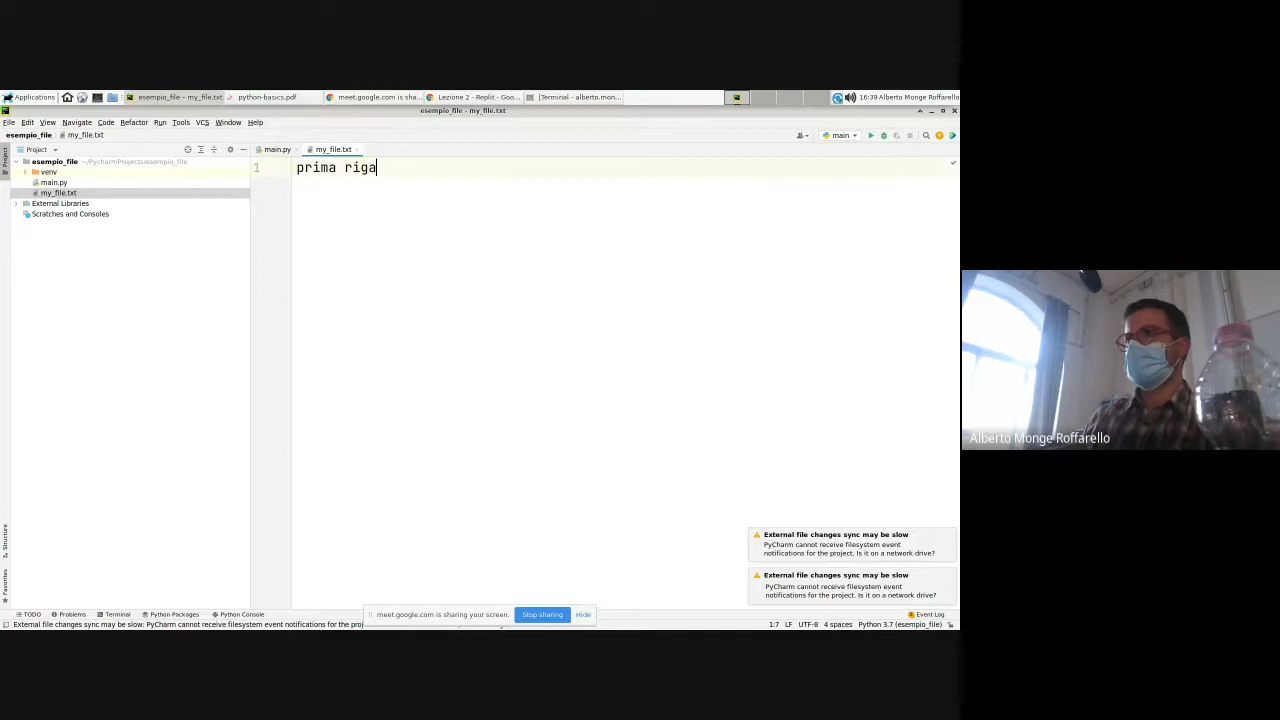 Applications
esempio_file – my_file.txt
python-basics.pdf
meet.google.com is sha...
Lezione 2 - Replit - Goo...
[Terminal - alberto.mon...
16:39 Alberto Monge Roffarello
esempio_file - my_file.txt
File Edit View Navigate Code Refactor Run Tools VCS Window Help
esempio_file my_file.txt
main
Project
Project
main.py
my_file.txt
esempio_file ~/PycharmProjects/esempio_file
venv
main.py
my_file.txt
External Libraries
Scratches and Consoles
1 prima riga
Alberto Monge Roffarello
Structure
Favorites
External file changes sync may be slow
PyCharm cannot receive filesystem event
notifications for the project. Is it on a network drive?
External file changes sync may be slow
PyCharm cannot receive filesystem event
notifications for the project. Is it on a network drive?
TODO Problems Terminal Python Packages Python Console
meet.google.com is sharing your screen. Stop sharing Hide
Event Log
External file changes sync may be slow: PyCharm cannot receive filesystem event notifications for the proj
1:7 LF UTF-8 4 spaces Python 3.7 (esempio_file)